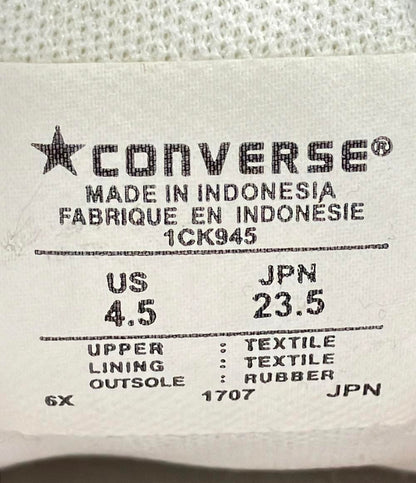 CONVERSE®
MADE IN INDONESIA
FABRIQUE EN INDONESIE
1CK945
US JPN
4.5 23.5
UPPER : TEXTILE
LINING : TEXTILE
OUTSOLE : RUBBER
6X 1707 JPN